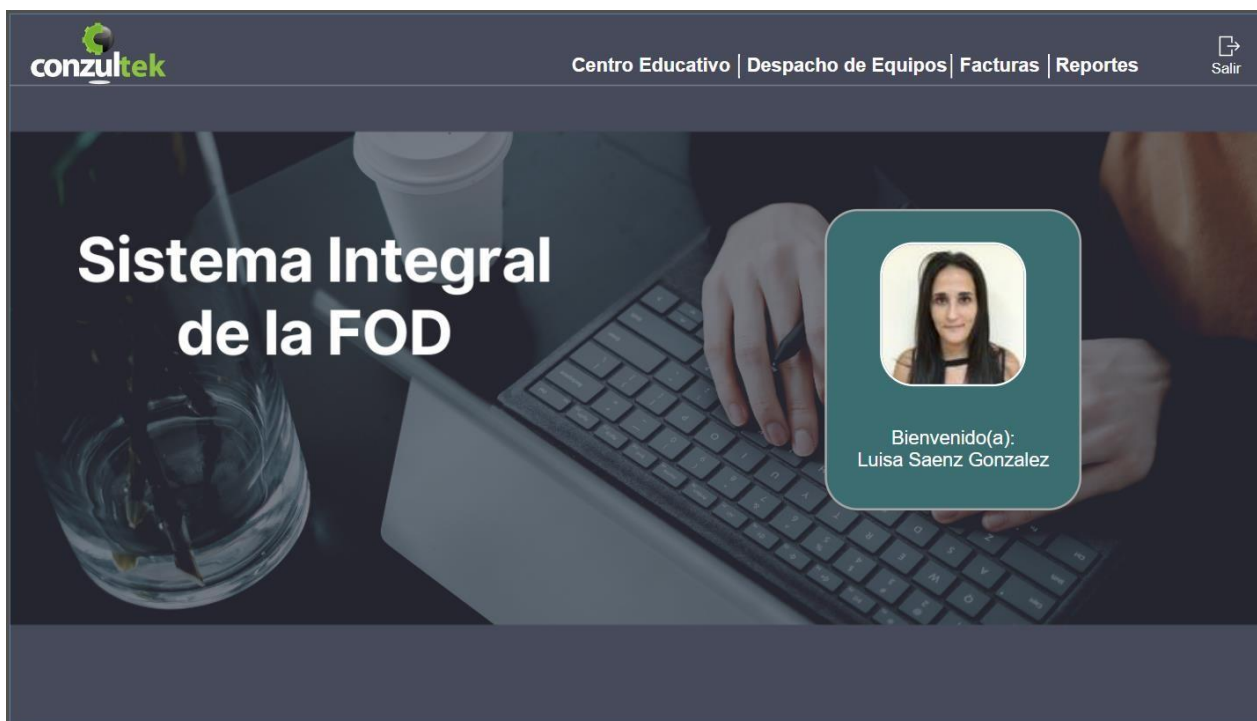 conzultek
Centro Educativo | Despacho de Equipos | Facturas | Reportes
Salir
Sistema Integral
de la FOD
Bienvenido(a):
Luisa Saenz Gonzalez